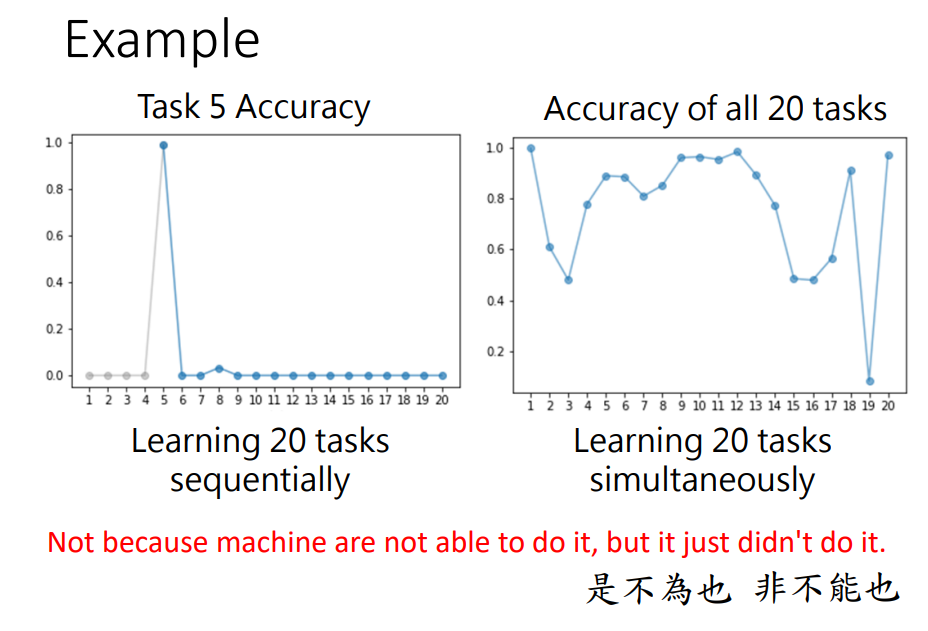 Example
Task 5 Accuracy
Accuracy of all 20 tasks
1.0
0.8
0.6
0.4
0.2
0.0
1 2 3 4 5 6 7 8 9 10 11 12 13 14 15 16 17 18 19 20
1.0
0.8
0.6
0.4
0.2
1 2 3 4 5 6 7 8 9 10 11 12 13 14 15 16 17 18 19 20
Learning 20 tasks
sequentially
Learning 20 tasks
simultaneously
Not because machine are not able to do it, but it just didn't do it.
是不為也 非不能也